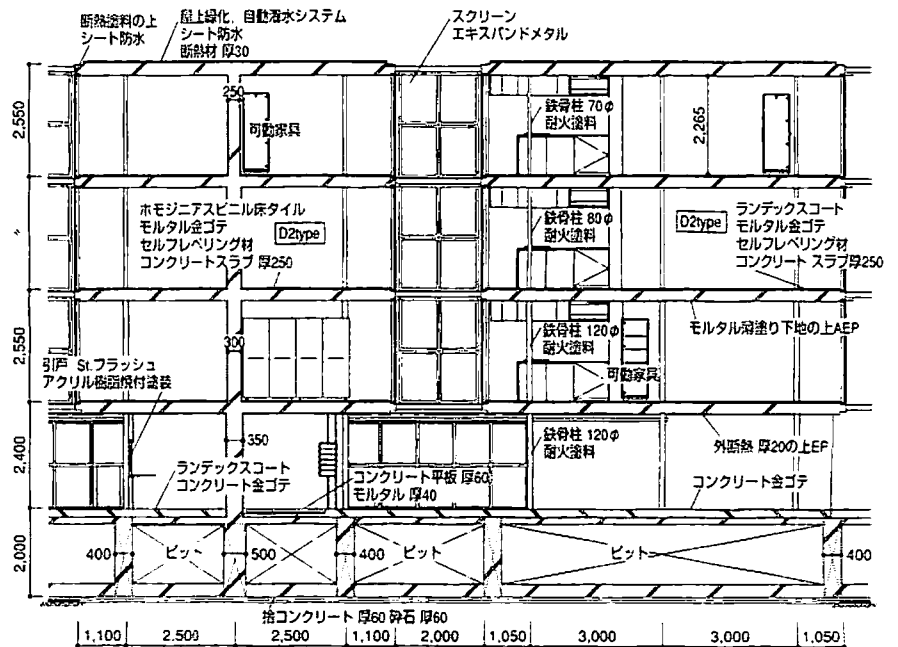 断熱塗料の上
シート防水
屋上緑化，自動灌水システム
シート防水
断熱材 厚30
スクリーン
エキスパンドメタル
250
可動家具
鉄骨柱 70φ
耐火塗料
2,265
2,550
ホモジニアスビニル床タイル
モルタル金ゴテ
セルフレベリング材
コンクリートスラブ 厚250
D2type
鉄骨柱 80φ
耐火塗料
D2type
ランデックスコート
モルタル金ゴテ
セルフレベリング材
コンクリート スラブ厚250
〃
300
鉄骨柱 120φ
耐火塗料
可動家具
モルタル薄塗り下地の上AEP
2,550
引戸 St.フラッシュ
アクリル樹脂焼付塗装
350
鉄骨柱 120φ
耐火塗料
外断熱 厚20の上EP
2,400
ランデックスコート
コンクリート金ゴテ
コンクリート平板 厚60
モルタル 厚40
コンクリート金ゴテ
2,000
400
ピット
500
400
ピット
ピット
400
捨コンクリート 厚60 砕石 厚60
1,100 2,500 2,500 1,100 2,000 1,050 3,000 3,000 1,050